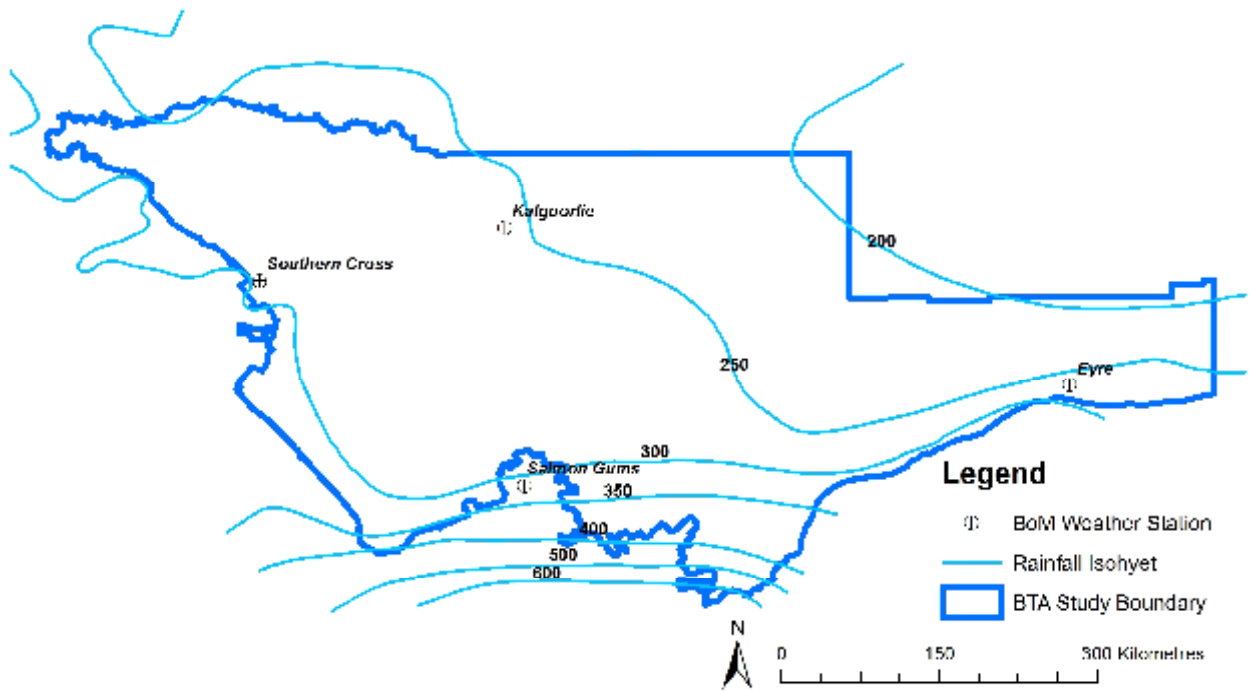 Kalgoorlie
200
Southern Cross
250
Eyre
300
Salmon Gums
350
400
500
600
Legend
BoM Weather Station
Rainfall Isohyet
BTA Study Boundary
N
0 150 300 Kilometres